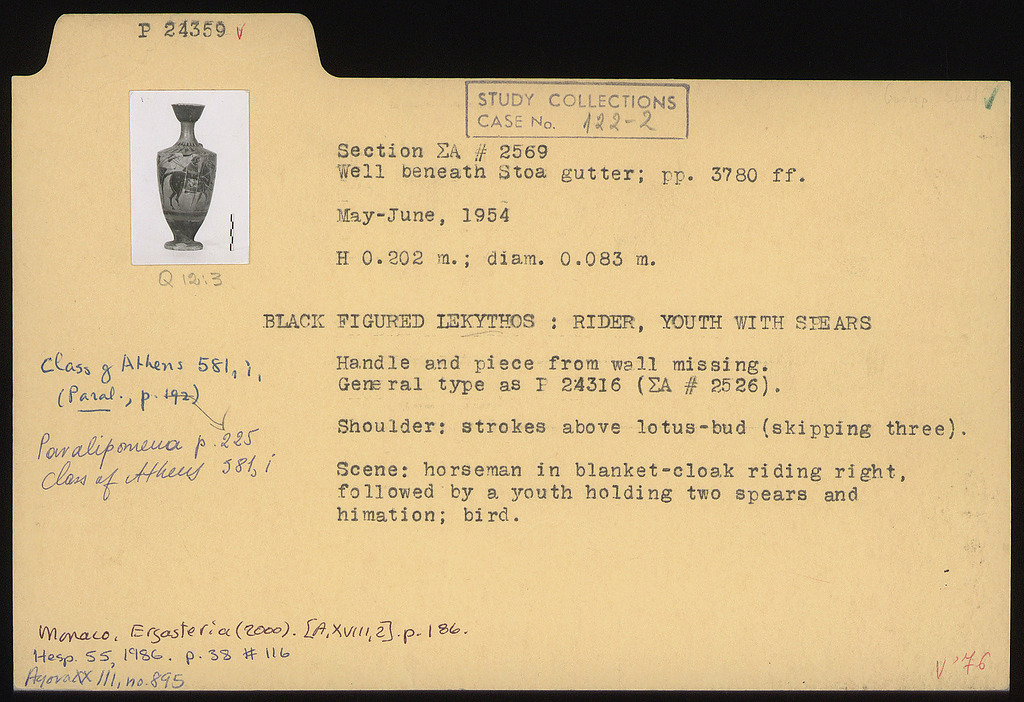 P 24359 V
STUDY COLLECTIONS
CASE No. 122-2
Section ΣA # 2569
Well beneath Stoa gutter; pp. 3780 ff.
May-June, 1954
H 0.202 m.; diam. 0.083 m.
Q 12:3
BLACK FIGURED LEKYTHOS : RIDER, YOUTH WITH SPEARS
Handle and piece from wall missing.
General type as P 24316 (ΣA # 2526).
Shoulder: strokes above lotus-bud (skipping three).
Scene: horseman in blanket-cloak riding right,
followed by a youth holding two spears and
himation; bird.
Class of Athens 581, i,
(Paral., p. 192)
Paralipomena p. 225
Class of Athens 581, i
Monaco, Ergasteria (2000). [A, XVIII, 2]. p. 186.
Hesp. 55, 1986. p. 38 # 116
Agora XXIII, no. 895
V '76